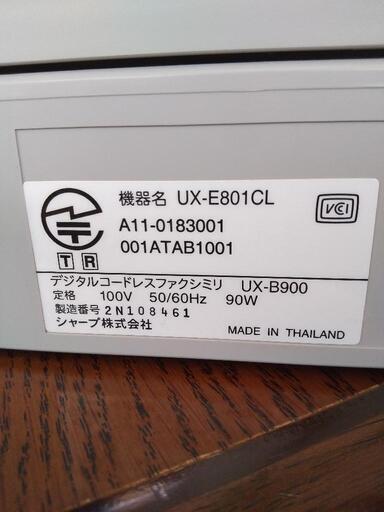 機器名 UX-E801CL
A11-0183001
001ATAB1001
VCI
T R
デジタルコードレスファクシミリ UX-B900
定格 100V 50/60Hz 90W
製造番号 2N108461
シャープ株式会社
MADE IN THAILAND